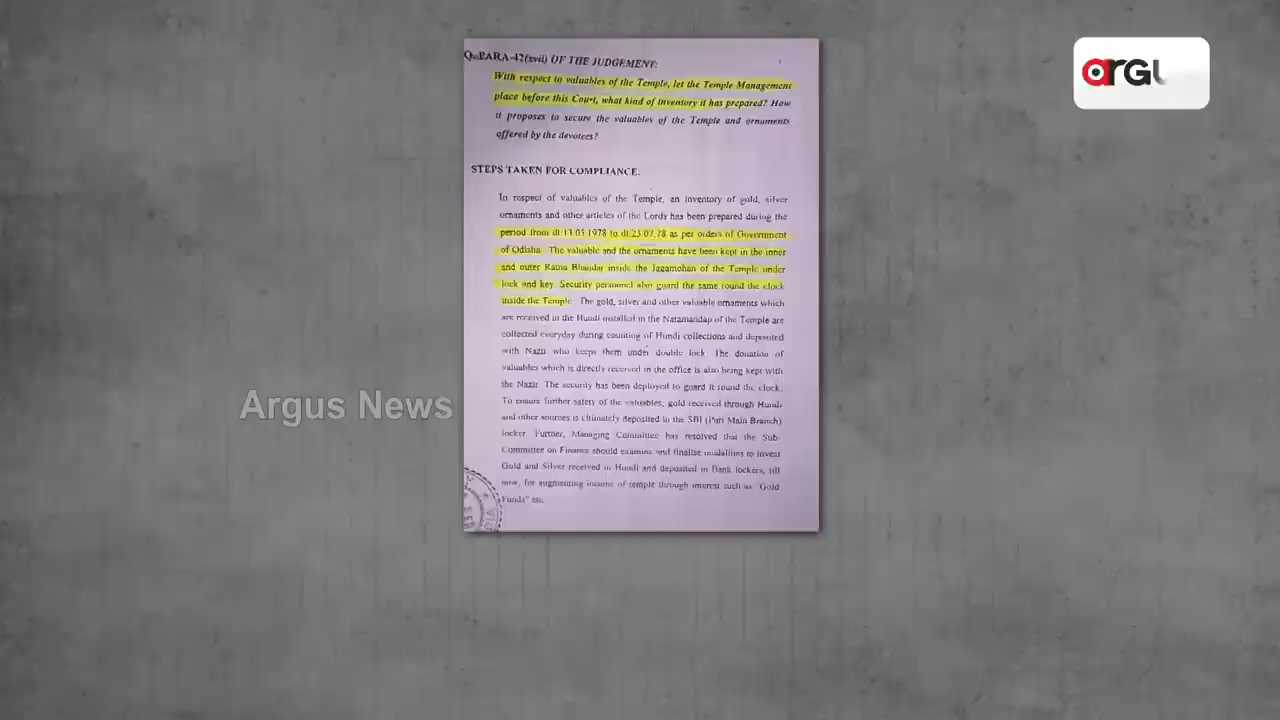 Q. PARA-42(xvii) OF THE JUDGEMENT:
With respect to valuables of the Temple, let the Temple Management
place before this Court, what kind of Inventory it has prepared? How
it proposes to secure the valuables of the Temple and ornaments
offered by the devotees?
STEPS TAKEN FOR COMPLIANCE:
In respect of valuables of the Temple, an inventory of gold, silver
ornaments and other articles of the Lords has been prepared during the
period from dt.13.05.1978 to dt.23.07.78 as per orders of Government
of Odisha. The valuable and the ornaments have been kept in the inner
and outer Ratna Bhandar inside the Jagamohan of the Temple under
lock and key. Security personnel also guard the same round the clock
inside the Temple. The gold, silver and other valuable ornaments which
are received in the Hundi installed in the Natamandap of the Temple are
collected everyday during counting of Hundi collections and deposited
with Nazir who keeps them under double lock. The donation of
valuables which is directly received in the office is also being kept with
the Nazir. The security has been deployed to guard it round the clock.
To ensure further safety of the valuables, gold received through Hundi
and other sources is ultimately deposited in the SBI (Puri Main Branch)
locker. Further, Managing Committee has resolved that the Sub-
Committee on Finance should examine and finalise modalities to invest
Gold and Silver received in Hundi and deposited in Bank lockers, till
now, for augmenting income of temple through interest such as "Gold
Funds" etc.
Argus News
arGU